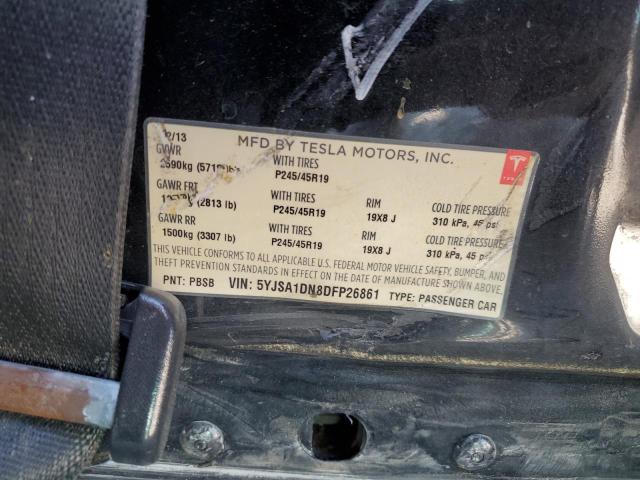 MFD BY TESLA MOTORS, INC.
GVWR WITH TIRES
P245/45R19
GAWR FRT WITH TIRES RIM COLD TIRE PRESSURE
(2813 lb) P245/45R19 19X8 J 310 kPa, 45 psi
GAWR RR WITH TIRES RIM COLD TIRE PRESSURE
1500kg (3307 lb) P245/45R19 19X8 J 310 kPa, 45 psi
THIS VEHICLE CONFORMS TO ALL APPLICABLE U.S. FEDERAL MOTOR VEHICLE SAFETY, BUMPER, AND
THEFT PREVENTION STANDARDS IN EFFECT ON THE DATE OF MANUFACTURE SHOWN ABOVE.
PNT: PBSB VIN: 5YJSA1DN8DFP26861 TYPE: PASSENGER CAR